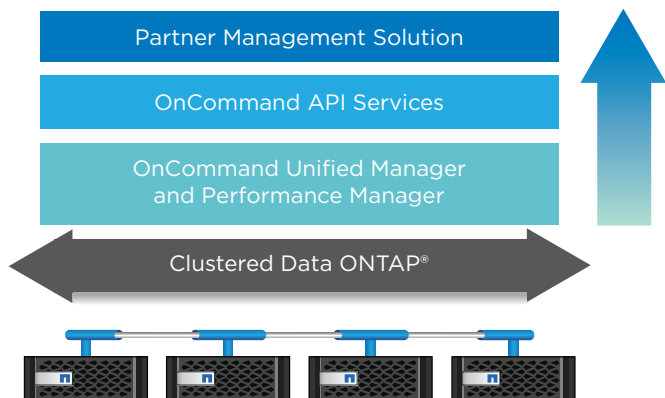 Partner Management Solution
OnCommand API Services
OnCommand Unified Manager
and Performance Manager
Clustered Data ONTAP®